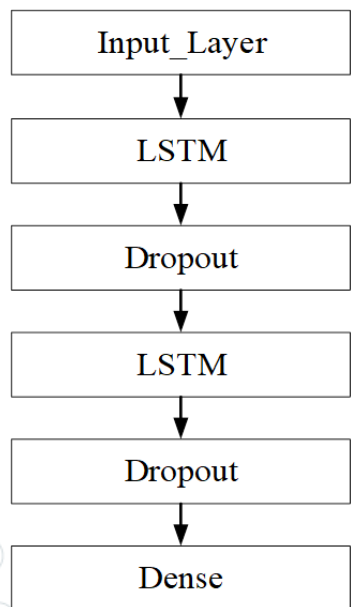 Input_Layer
LSTM
Dropout
LSTM
Dropout
Dense